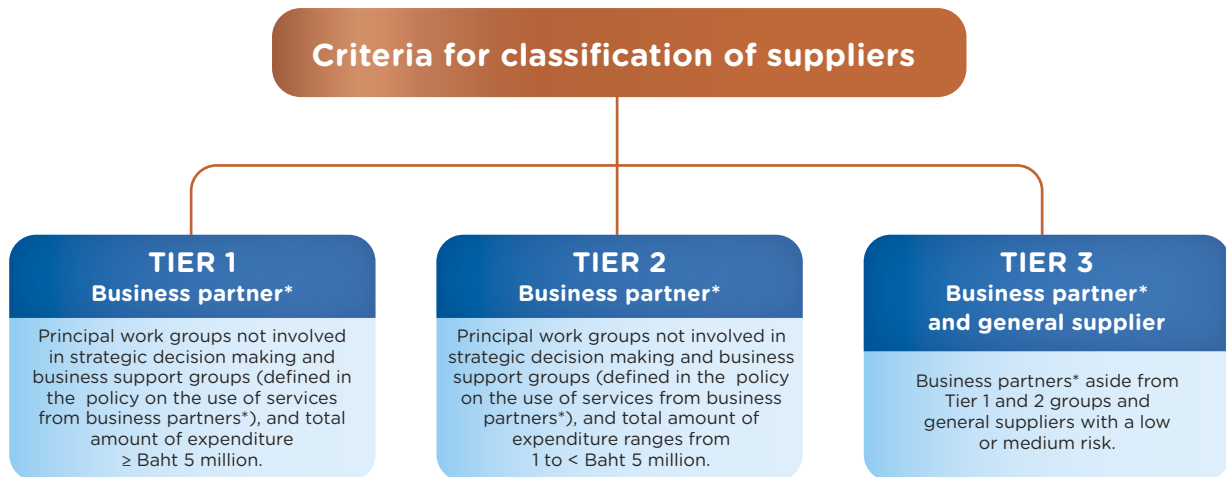 Criteria for classification of suppliers
TIER 1
Business partner*
Principal work groups not involved
in strategic decision making and
business support groups (defined in
the policy on the use of services
from business partners*), and total
amount of expenditure
≥ Baht 5 million.
TIER 2
Business partner*
Principal work groups not involved in
strategic decision making and business
support groups (defined in the policy
on the use of services from business
partners*), and total amount of
expenditure ranges from
1 to < Baht 5 million.
TIER 3
Business partner*
and general supplier
Business partners* aside from
Tier 1 and 2 groups and
general suppliers with a low
or medium risk.